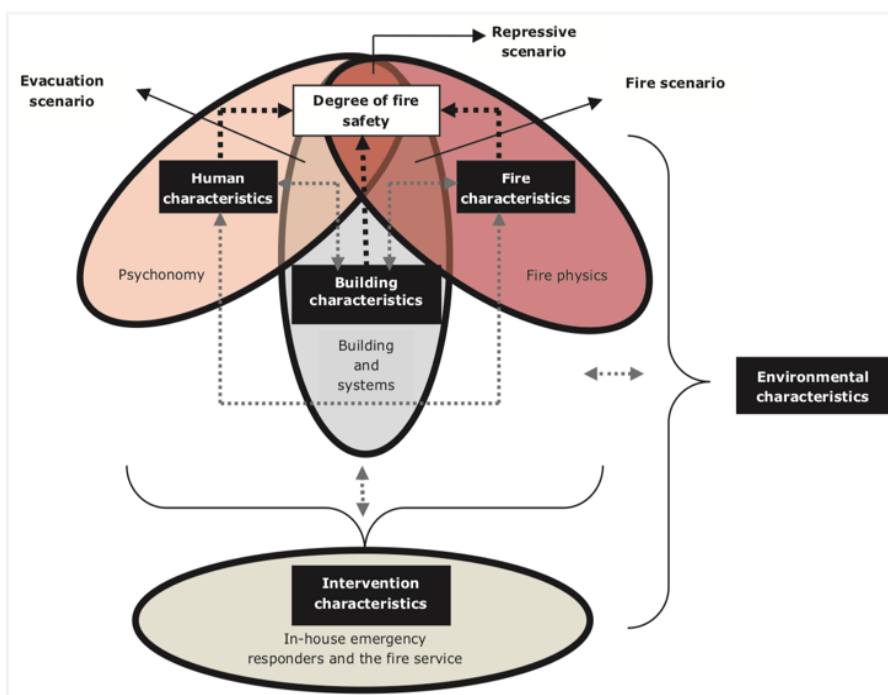 Repressive
scenario
Evacuation
scenario
Fire scenario
Degree of fire
safety
Human
characteristics
Fire
characteristics
Psychonomy
Building
characteristics
Fire physics
Building
and
systems
Environmental
characteristics
Intervention
characteristics
In-house emergency
responders and the fire service